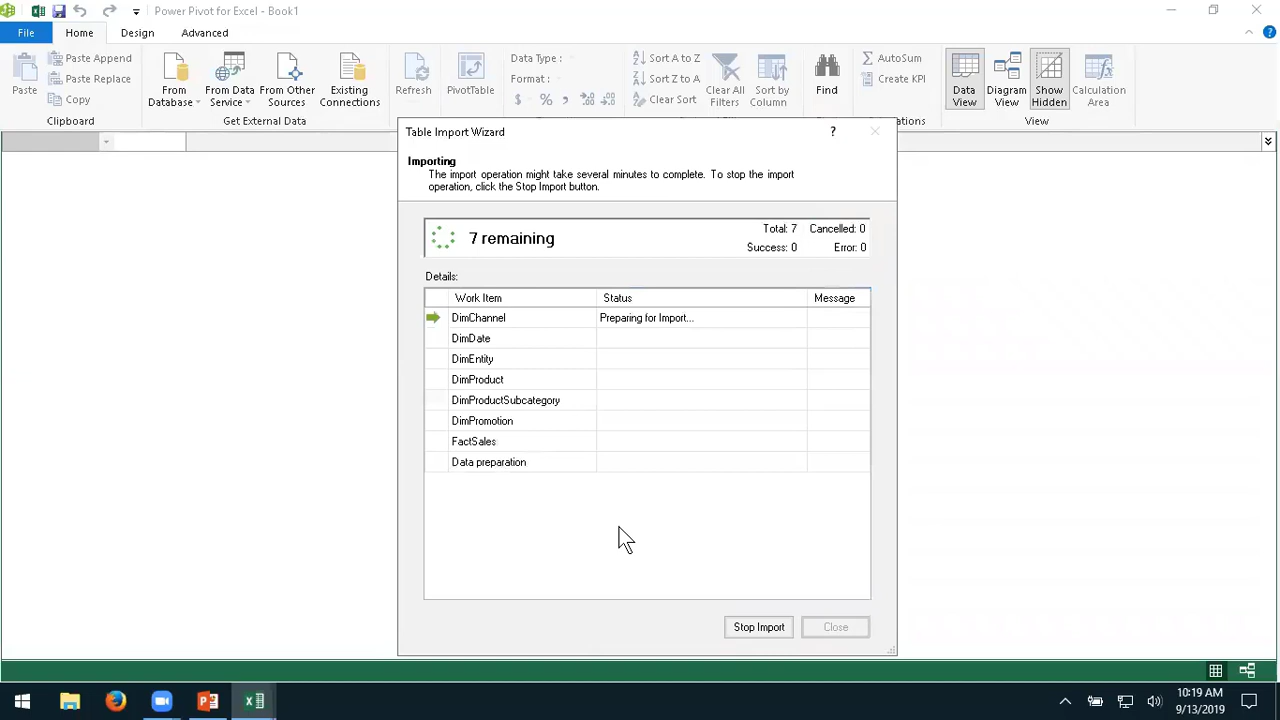 Power Pivot for Excel - Book1
File
Home
Design
Advanced
Paste
Paste Append
Paste Replace
Copy
Clipboard
From
Database
From Data
Service
From Other
Sources
Existing
Connections
Get External Data
Refresh
PivotTable
Data Type :
Format :
$ % ,
Sort A to Z
Sort Z to A
Clear Sort
Clear All
Filters
Sort by
Column
Find
AutoSum
Create KPI
Data
View
Diagram
View
Show
Hidden
Calculation
Area
View
Table Import Wizard
?
Importing
The import operation might take several minutes to complete. To stop the import
operation, click the Stop Import button.
7 remaining
Total: 7 Cancelled: 0
Success: 0 Error: 0
Details:
Work Item Status Message
DimChannel Preparing for Import...
DimDate
DimEntity
DimProduct
DimProductSubcategory
DimPromotion
FactSales
Data preparation
Stop Import Close
10:19 AM
9/13/2019